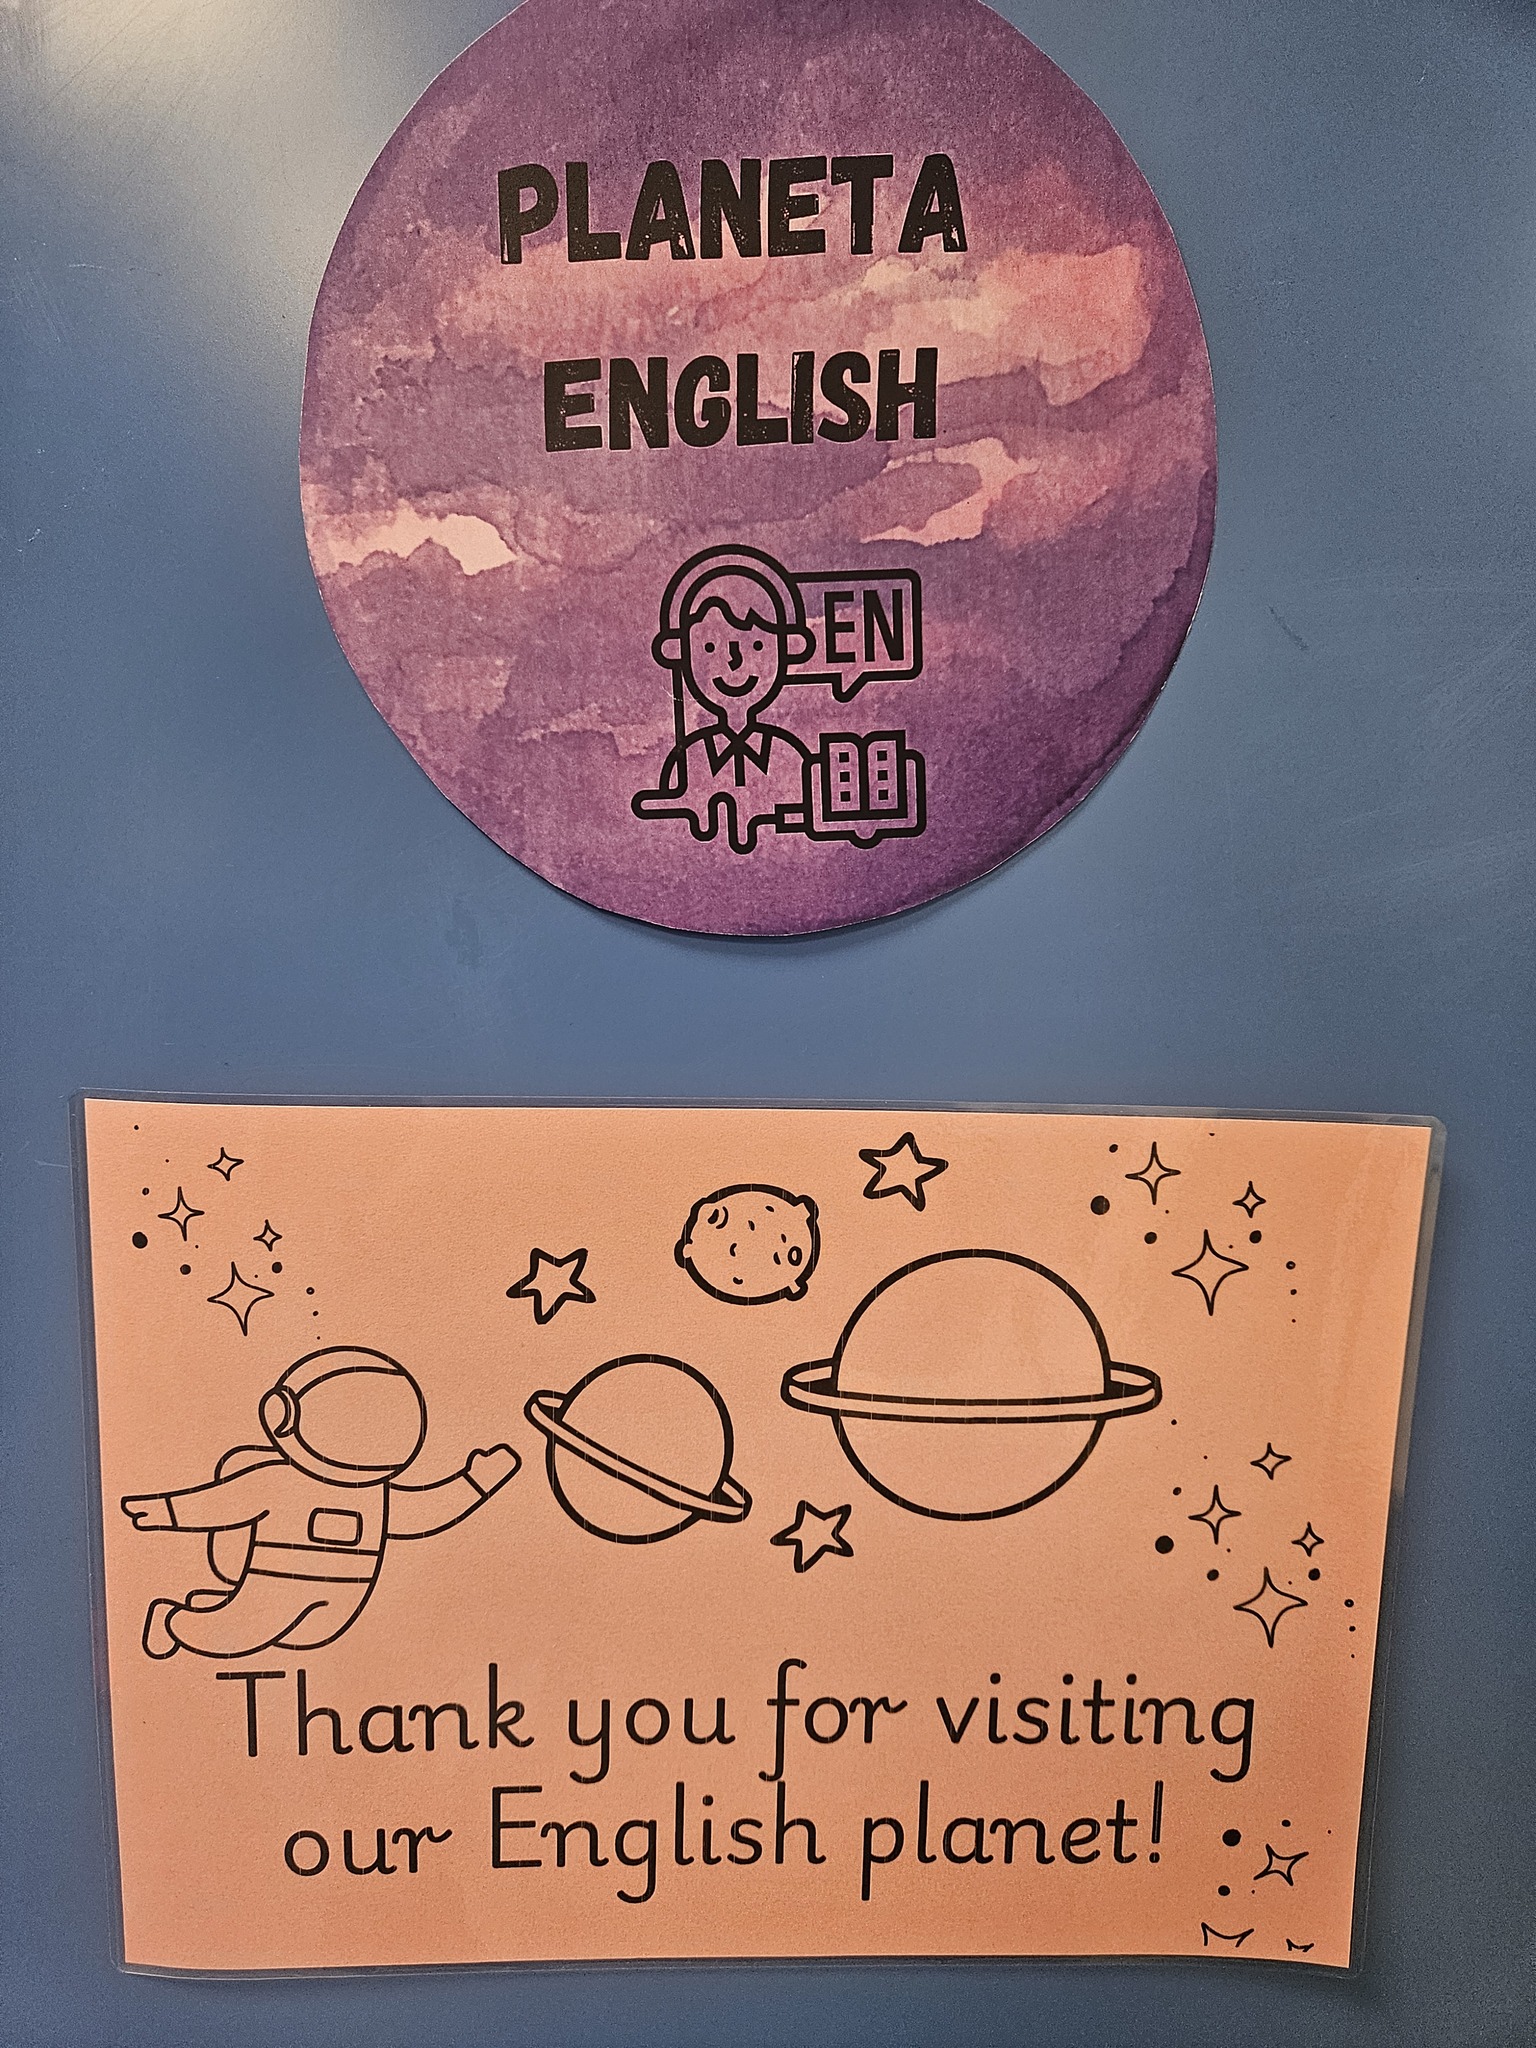 PLANETA
ENGLISH
EN
Thank you for visiting
our English planet!